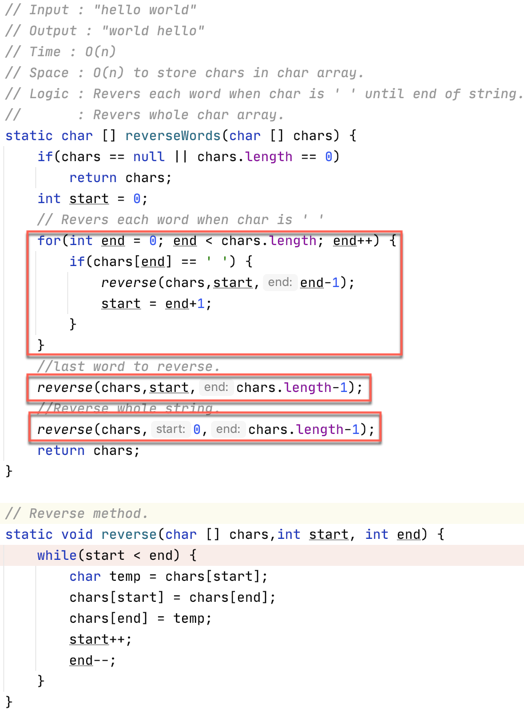 // Input : "hello world"
// Output : "world hello"
// Time : O(n)
// Space : O(n) to store chars in char array.
// Logic : Revers each word when char is ' ' until end of string.
//       : Revers whole char array.
static char [] reverseWords(char [] chars) {
    if(chars == null || chars.length == 0)
        return chars;
    int start = 0;
    // Revers each word when char is ' '
    for(int end = 0; end < chars.length; end++) {
        if(chars[end] == ' ') {
            reverse(chars,start, end: end-1);
            start = end+1;
        }
    }
    //last word to reverse.
    reverse(chars,start, end: chars.length-1);
    //Reverse whole string.
    reverse(chars, start: 0, end: chars.length-1);
    return chars;
}
// Reverse method.
static void reverse(char [] chars,int start, int end) {
    while(start < end) {
        char temp = chars[start];
        chars[start] = chars[end];
        chars[end] = temp;
        start++;
        end--;
    }
}